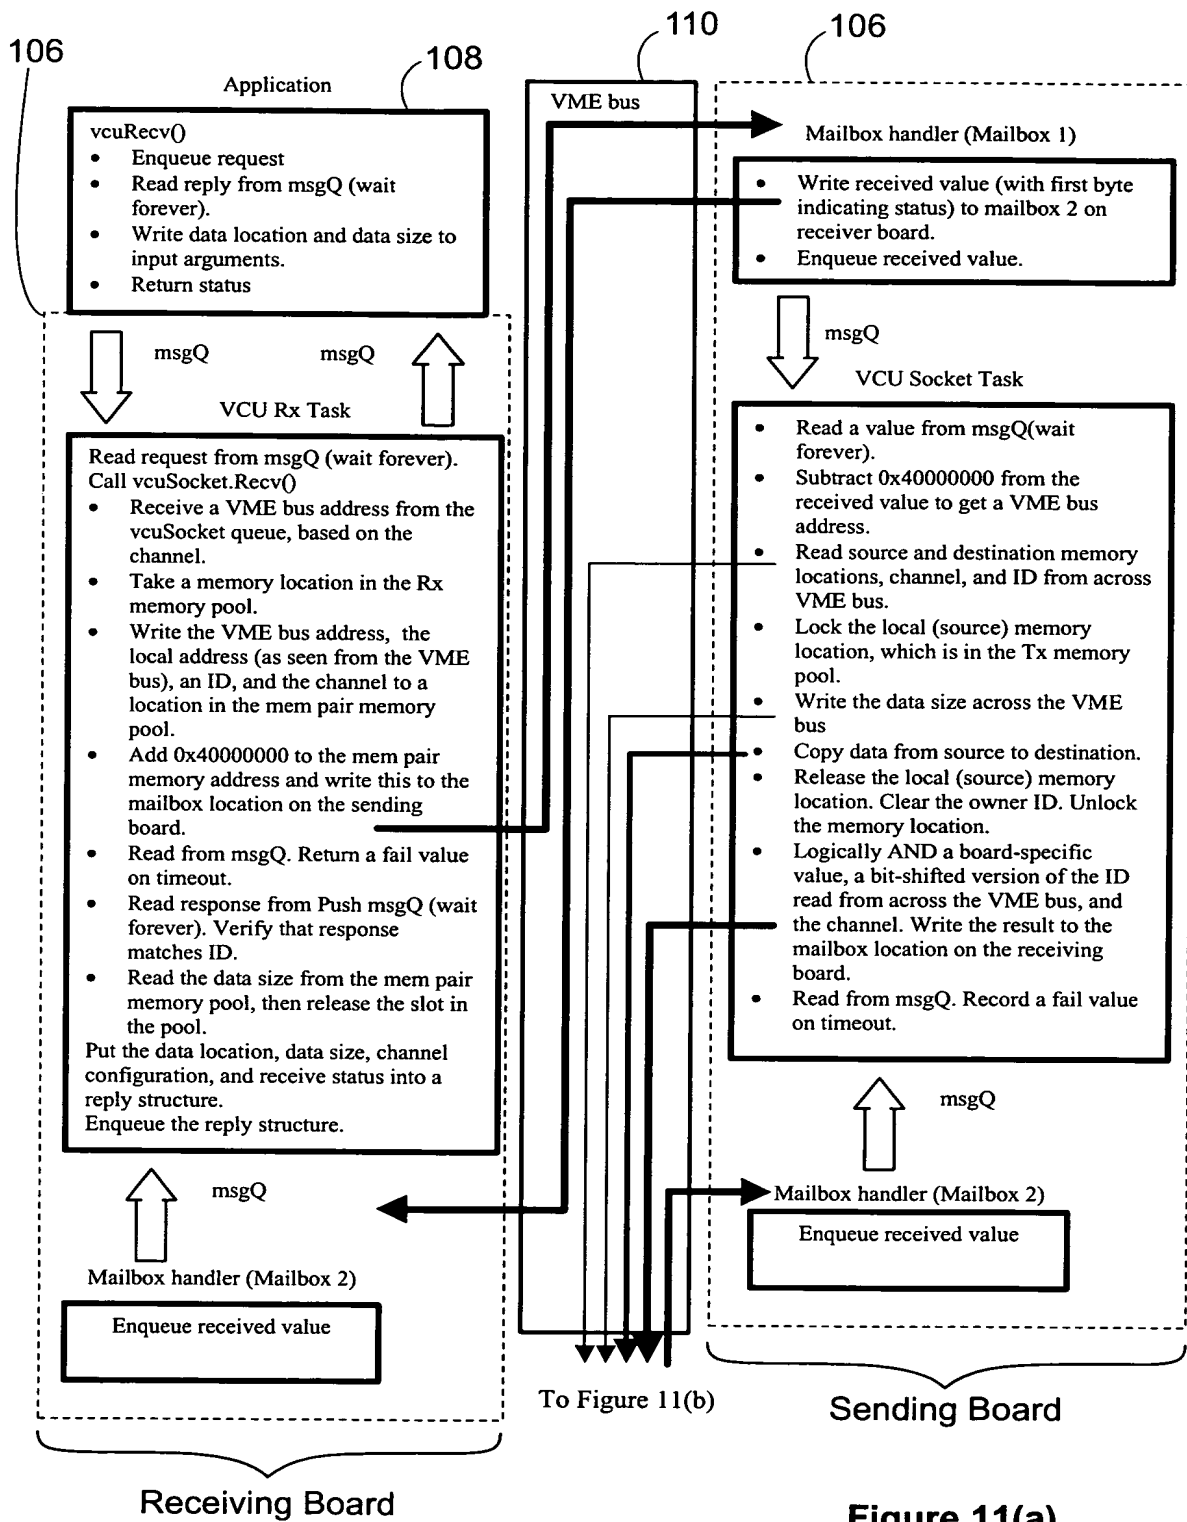 106
108
110
106
Application
vcuRecv()
• Enqueue request
• Read reply from msgQ (wait
forever).
• Write data location and data size to
input arguments.
• Return status
msgQ
msgQ
VCU Rx Task
Read request from msgQ (wait forever).
Call vcuSocket.Recv()
• Receive a VME bus address from the
vcuSocket queue, based on the
channel.
• Take a memory location in the Rx
memory pool.
• Write the VME bus address, the
local address (as seen from the VME
bus), an ID, and the channel to a
location in the mem pair memory
pool.
• Add 0x40000000 to the mem pair
memory address and write this to the
mailbox location on the sending
board.
• Read from msgQ. Return a fail value
on timeout.
• Read response from Push msgQ (wait
forever). Verify that response
matches ID.
• Read the data size from the mem pair
memory pool, then release the slot in
the pool.
Put the data location, data size, channel
configuration, and receive status into a
reply structure.
Enqueue the reply structure.
msgQ
Mailbox handler (Mailbox 2)
Enqueue received value
Receiving Board
VME bus
To Figure 11(b)
Mailbox handler (Mailbox 1)
• Write received value (with first byte
indicating status) to mailbox 2 on
receiver board.
• Enqueue received value.
msgQ
VCU Socket Task
• Read a value from msgQ(wait
forever).
• Subtract 0x40000000 from the
received value to get a VME bus
address.
• Read source and destination memory
locations, channel, and ID from across
VME bus.
• Lock the local (source) memory
location, which is in the Tx memory
pool.
• Write the data size across the VME
bus
• Copy data from source to destination.
• Release the local (source) memory
location. Clear the owner ID. Unlock
the memory location.
• Logically AND a board-specific
value, a bit-shifted version of the ID
read from across the VME bus, and
the channel. Write the result to the
mailbox location on the receiving
board.
• Read from msgQ. Record a fail value
on timeout.
msgQ
Mailbox handler (Mailbox 2)
Enqueue received value
Sending Board
Figure 11(a)